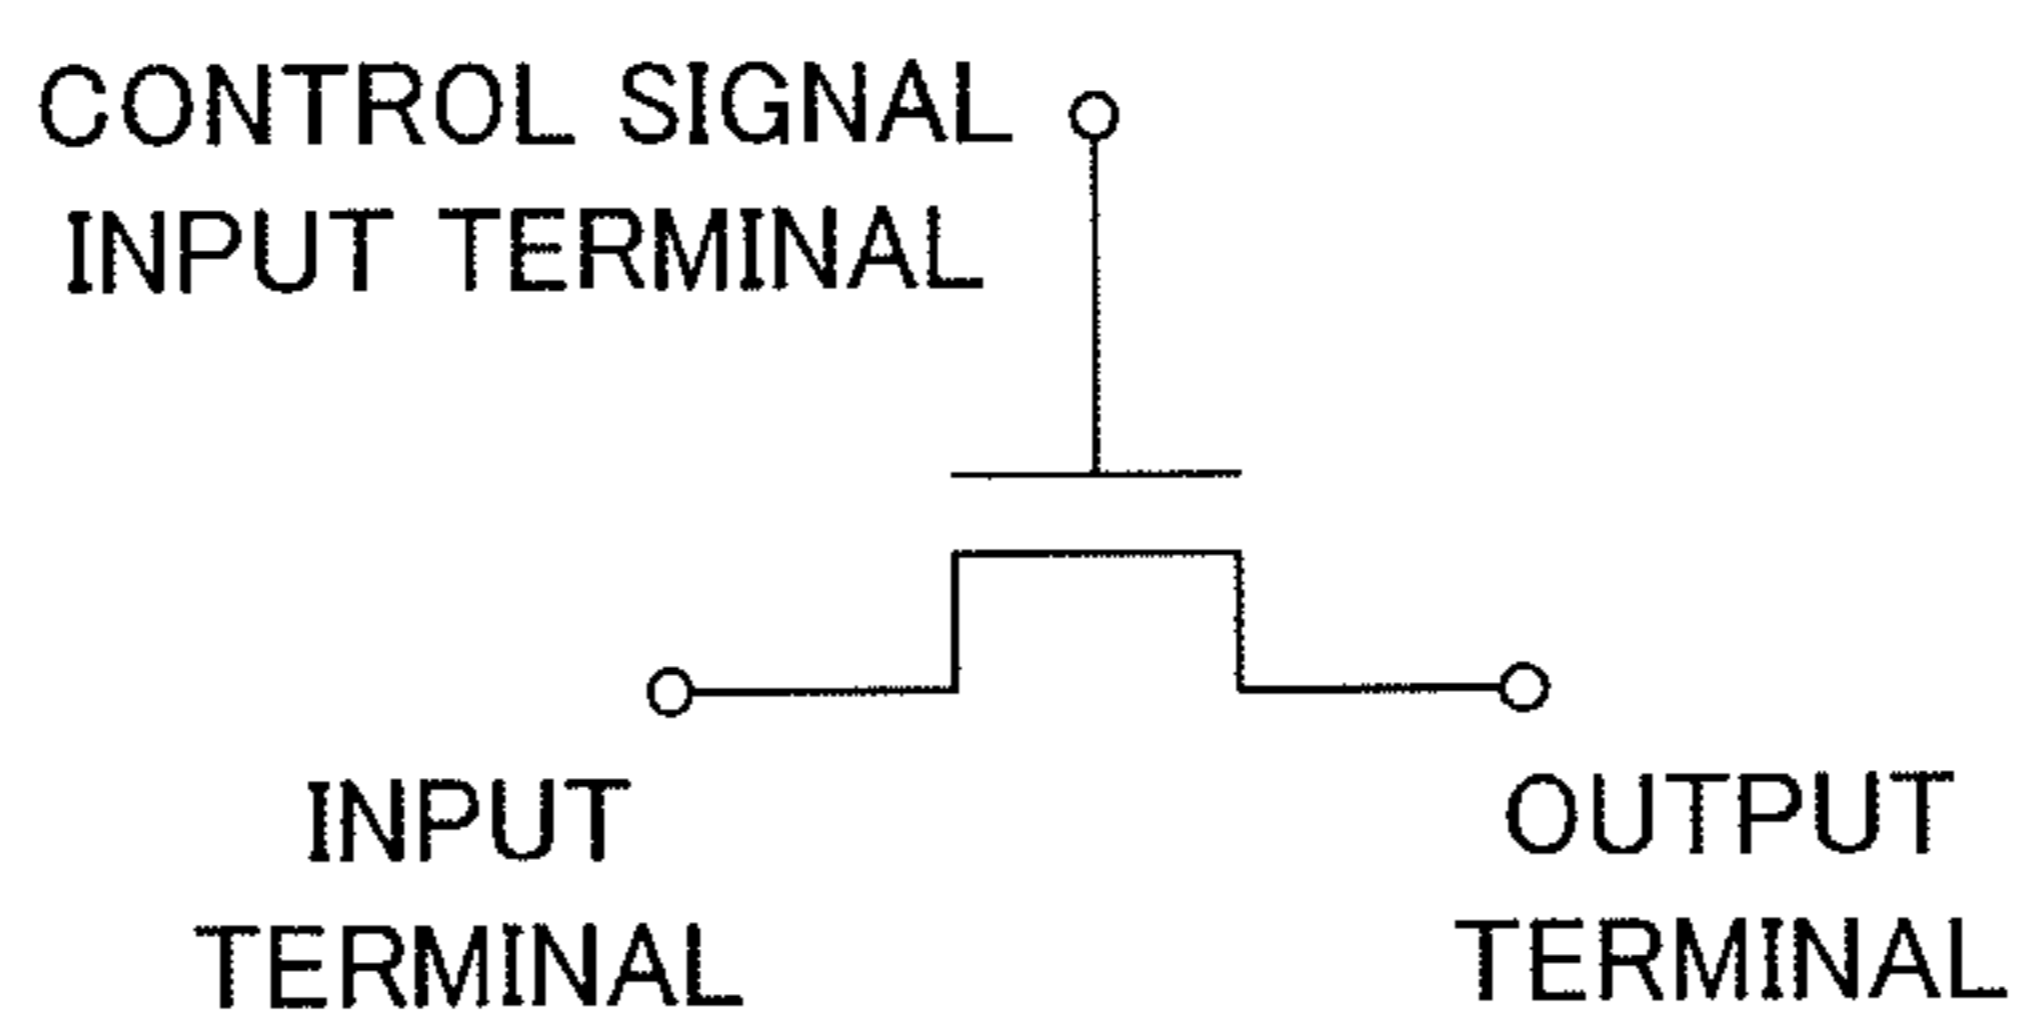 CONTROL SIGNAL
INPUT TERMINAL
INPUT
TERMINAL
OUTPUT
TERMINAL